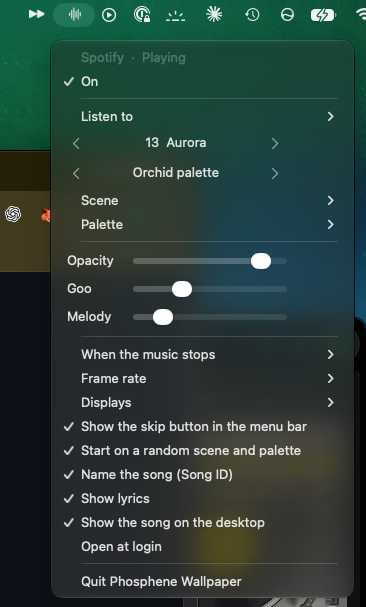 Spotify · Playing
On
Listen to
13 Aurora
Orchid palette
Scene
Palette
Opacity
Goo
Melody
When the music stops
Frame rate
Displays
Show the skip button in the menu bar
Start on a random scene and palette
Name the song (Song ID)
Show lyrics
Show the song on the desktop
Open at login
Quit Phosphene Wallpaper